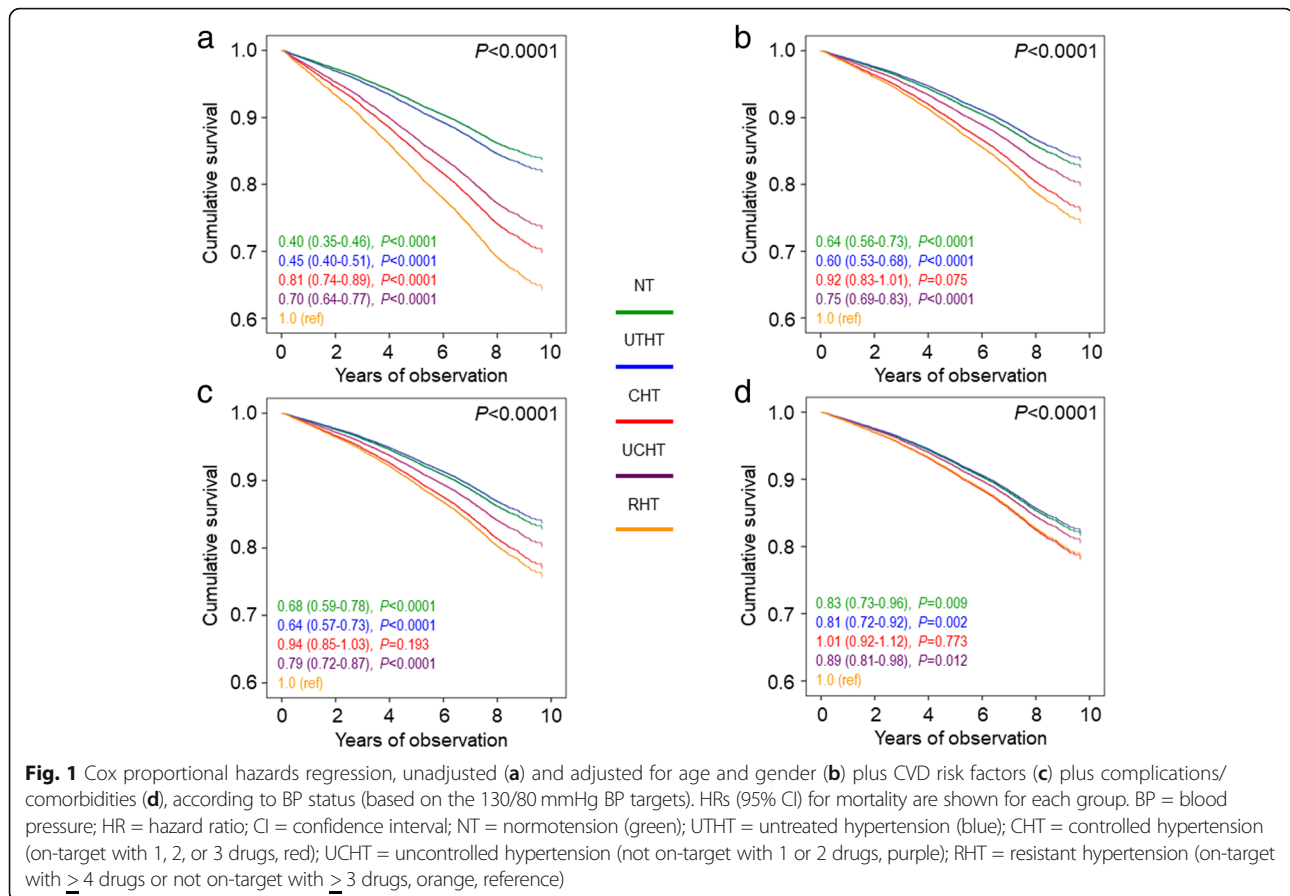 a
P<0.0001
1.0
0.9
0.8
0.7
0.6
Cumulative survival
0.40 (0.35-0.46), P<0.0001
0.45 (0.40-0.51), P<0.0001
0.81 (0.74-0.89), P<0.0001
0.70 (0.64-0.77), P<0.0001
1.0 (ref)
0 2 4 6 8 10
Years of observation
b
P<0.0001
1.0
0.9
0.8
0.7
0.6
Cumulative survival
0.64 (0.56-0.73), P<0.0001
0.60 (0.53-0.68), P<0.0001
0.92 (0.83-1.01), P=0.075
0.75 (0.69-0.83), P<0.0001
1.0 (ref)
0 2 4 6 8 10
Years of observation
NT
UTHT
CHT
UCHT
RHT
c
P<0.0001
1.0
0.9
0.8
0.7
0.6
Cumulative survival
0.68 (0.59-0.78), P<0.0001
0.64 (0.57-0.73), P<0.0001
0.94 (0.85-1.03), P=0.193
0.79 (0.72-0.87), P<0.0001
1.0 (ref)
0 2 4 6 8 10
Years of observation
d
P<0.0001
1.0
0.9
0.8
0.7
0.6
Cumulative survival
0.83 (0.73-0.96), P=0.009
0.81 (0.72-0.92), P=0.002
1.01 (0.92-1.12), P=0.773
0.89 (0.81-0.98), P=0.012
1.0 (ref)
0 2 4 6 8 10
Years of observation
Fig. 1 Cox proportional hazards regression, unadjusted (a) and adjusted for age and gender (b) plus CVD risk factors (c) plus complications/
comorbidities (d), according to BP status (based on the 130/80 mmHg BP targets). HRs (95% CI) for mortality are shown for each group. BP = blood
pressure; HR = hazard ratio; CI = confidence interval; NT = normotension (green); UTHT = untreated hypertension (blue); CHT = controlled hypertension
(on-target with 1, 2, or 3 drugs, red); UCHT = uncontrolled hypertension (not on-target with 1 or 2 drugs, purple); RHT = resistant hypertension (on-target
with ≥ 4 drugs or not on-target with ≥ 3 drugs, orange, reference)